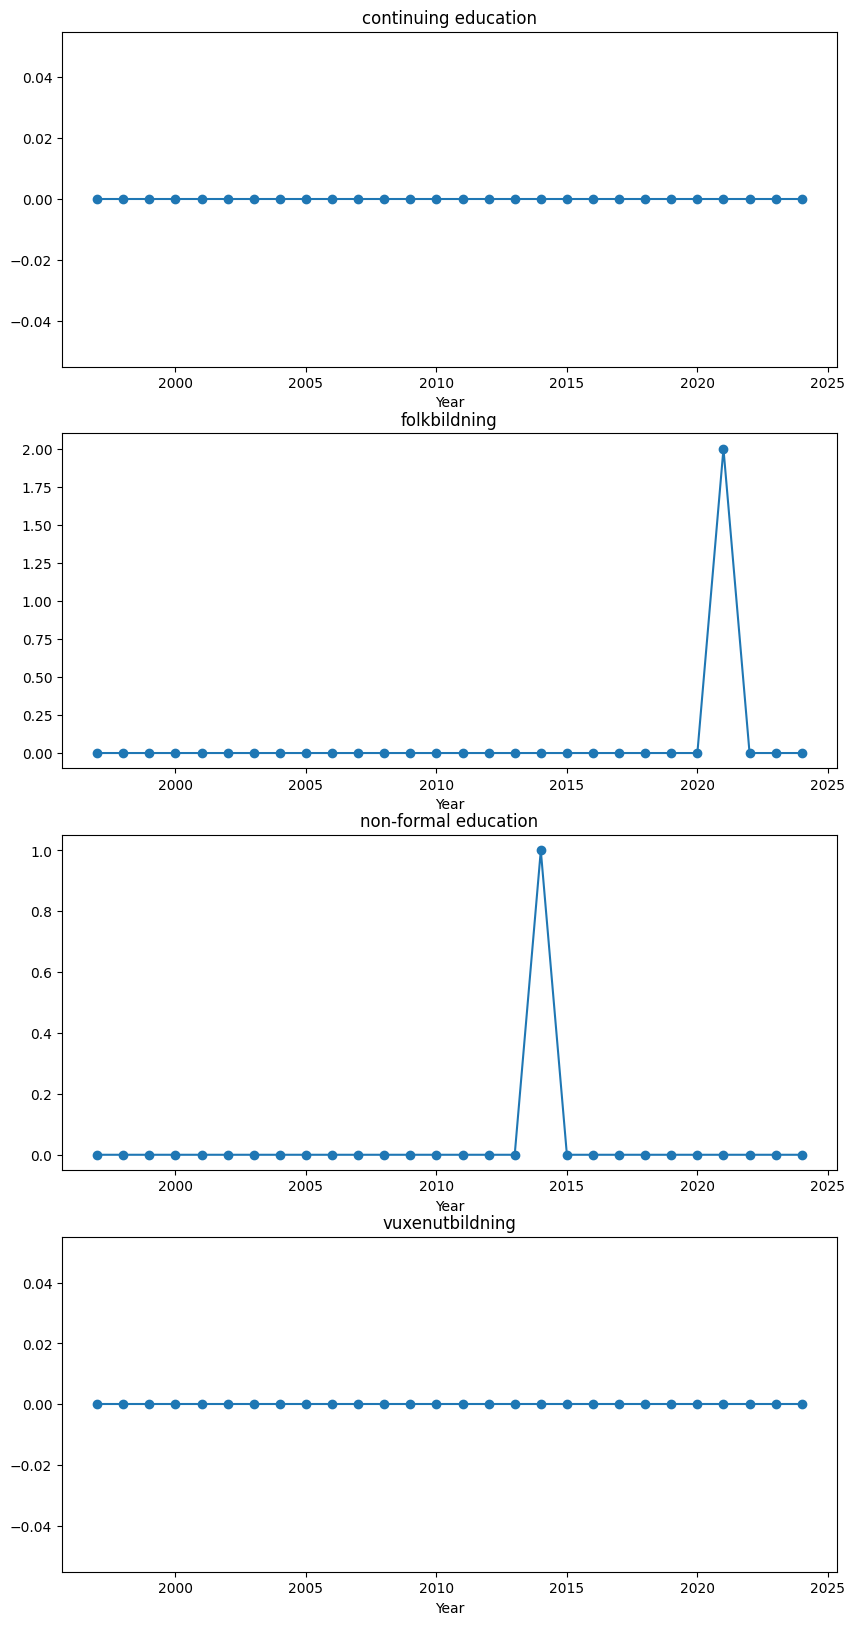 continuing education
0.04
0.02
0.00
−0.02
−0.04
2000 2005 2010 2015 2020 2025
Year
folkbildning
2.00
1.75
1.50
1.25
1.00
0.75
0.50
0.25
0.00
2000 2005 2010 2015 2020 2025
Year
non-formal education
1.0
0.8
0.6
0.4
0.2
0.0
2000 2005 2010 2015 2020 2025
Year
vuxenutbildning
0.04
0.02
0.00
−0.02
−0.04
2000 2005 2010 2015 2020 2025
Year